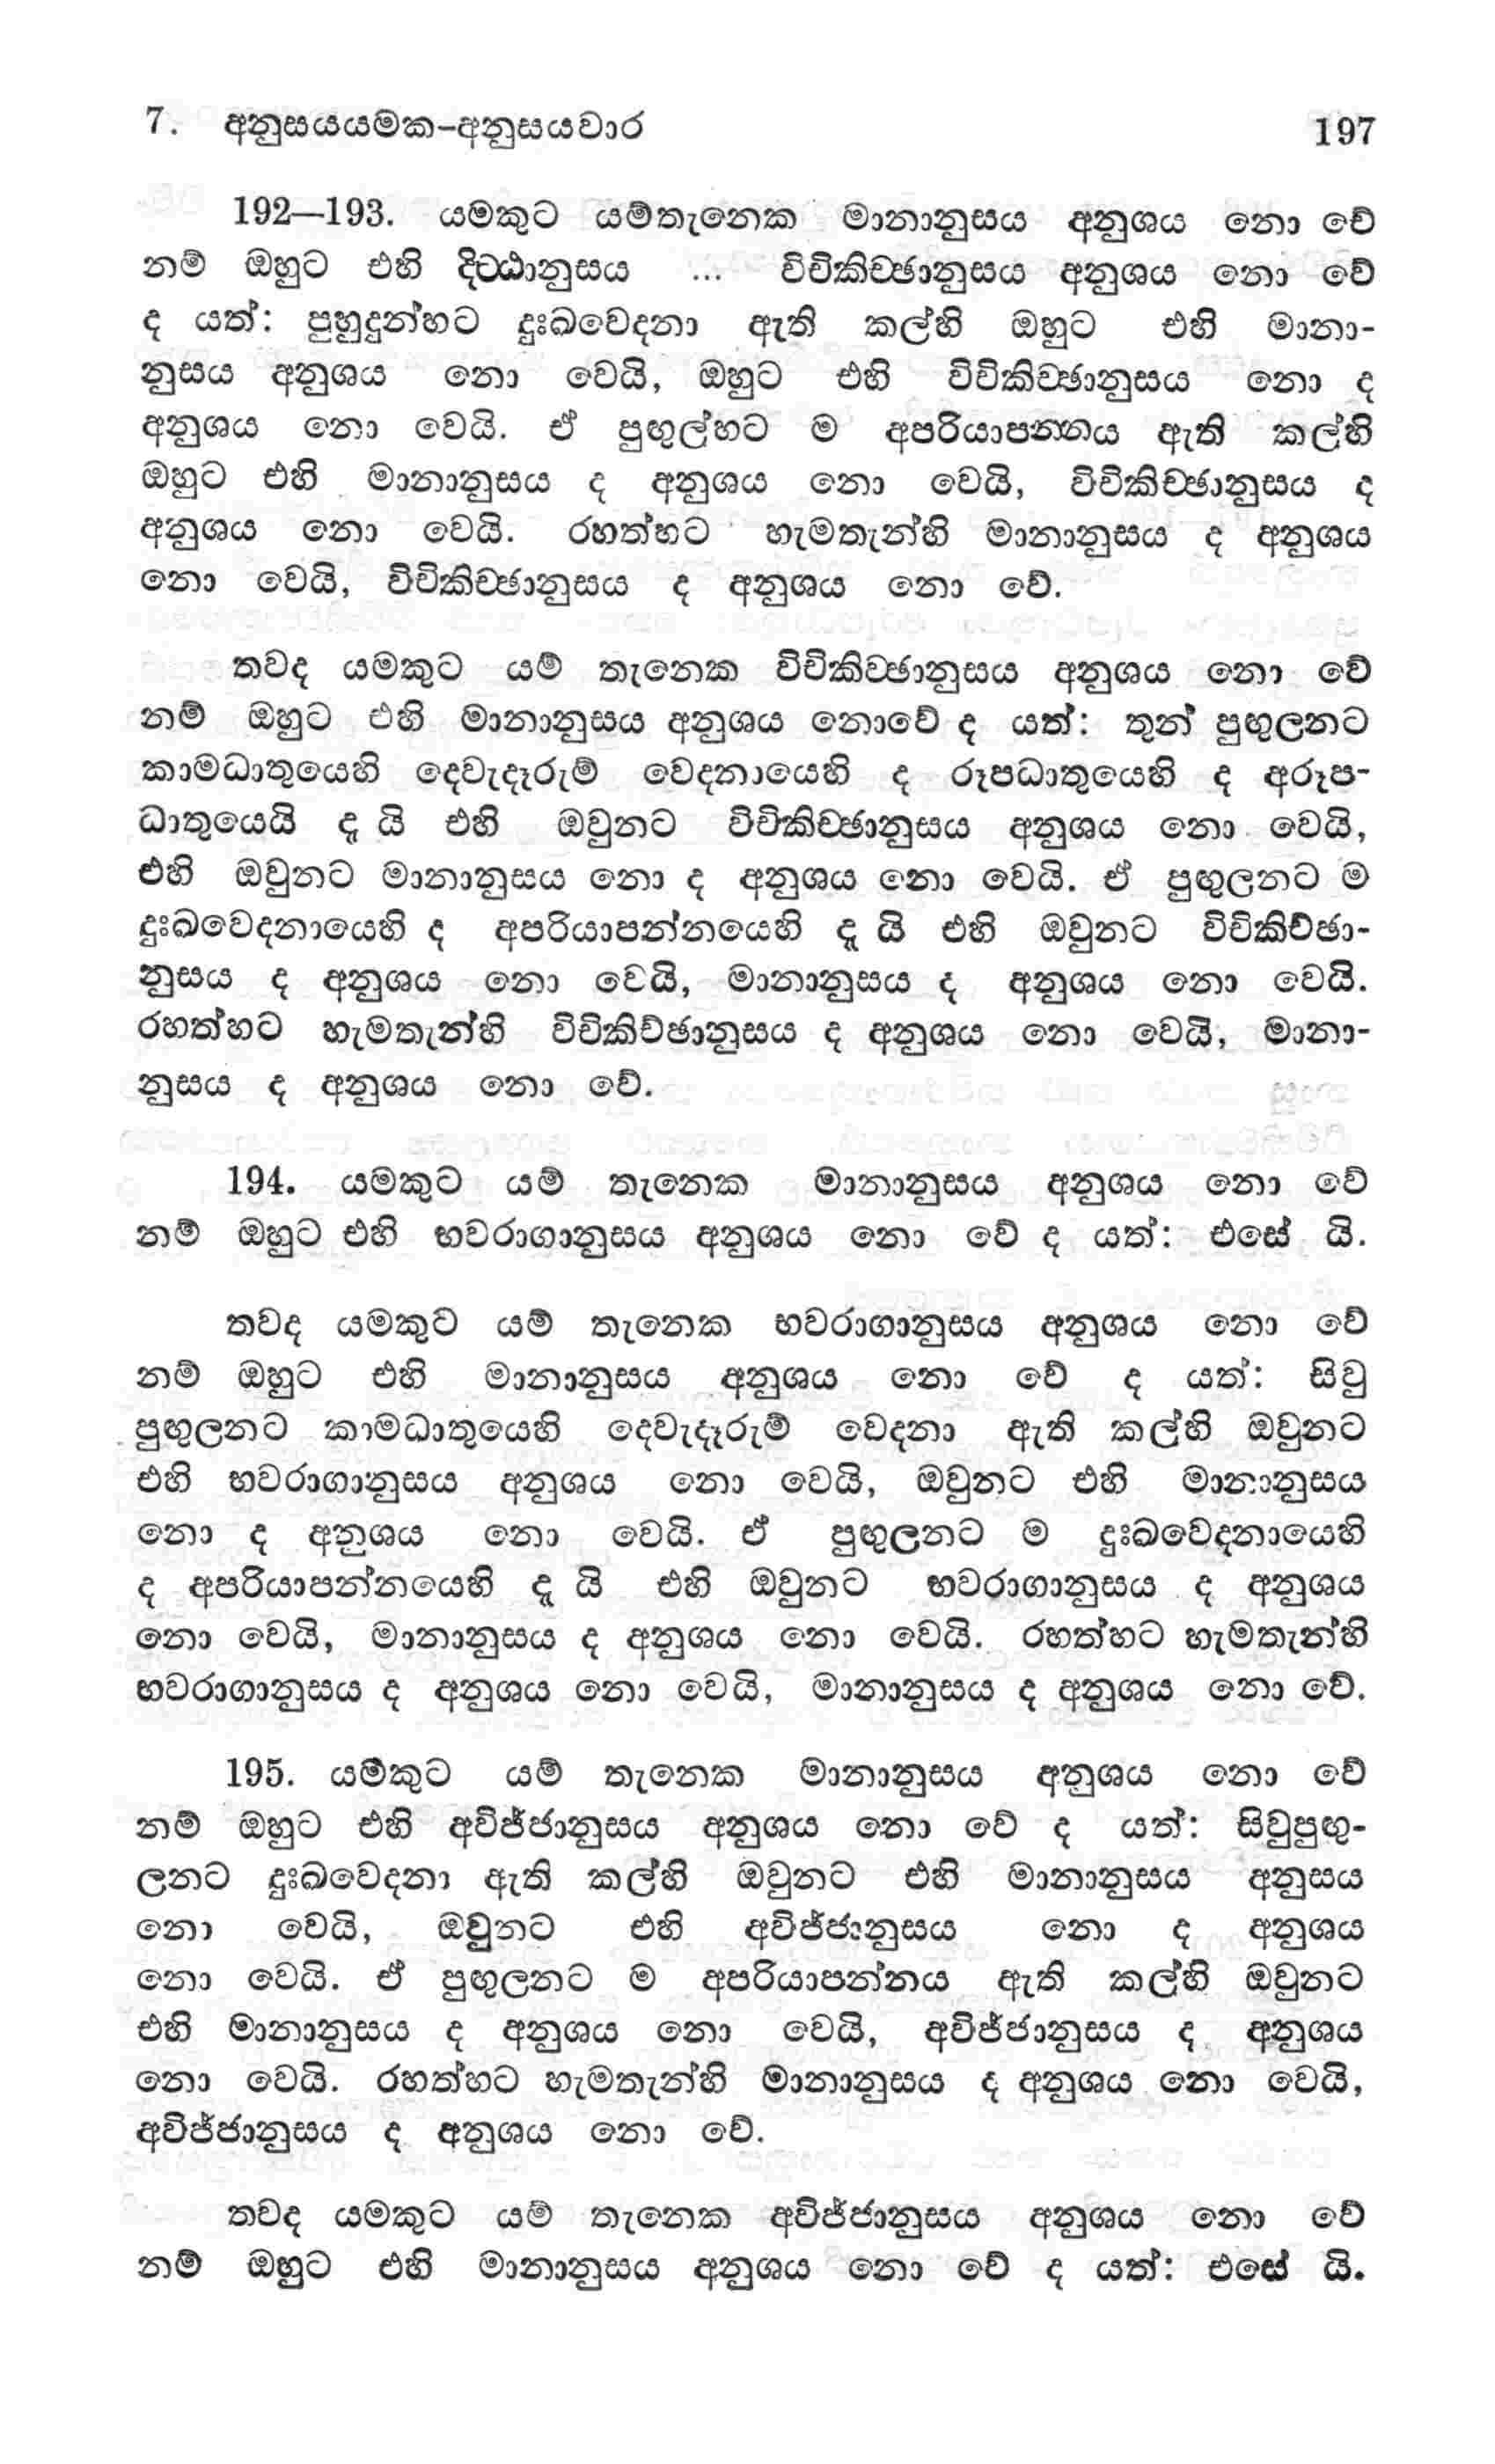 7. අනුසයයමක-අනුසයවාර 197
192—193. යමකුට යම්තැනෙක මානානුසය අනුශය නො වේ
නම් ඔහුට එහි දිට්ඨානුසය ... විචිකිච්ඡානුසය අනුශය නො වේ
ද යත්: පුහුදුන්හට දුඃඛවෙදනා ඇති කල්හි ඔහුට එහි මානා-
නුසය අනුශය නො වෙයි, ඔහුට එහි විචිකිච්ඡානුසය නො ද
අනුශය නො වෙයි. ඒ පුඟුල්හට ම අපරියාපන්නය ඇති කල්හි
ඔහුට එහි මානානුසය ද අනුශය නො වෙයි, විචිකිච්ඡානුසය ද
අනුශය නො වෙයි. රහත්හට හැමතැන්හි මානානුසය ද අනුශය
නො වෙයි, විචිකිච්ඡානුසය ද අනුශය නො වේ.
තවද යමකුට යම් තැනෙක විචිකිච්ඡානුසය අනුශය නො වේ
නම් ඔහුට එහි මානානුසය අනුශය නොවේ ද යත්: තුන් පුඟුලනට
කාමධාතුයෙහි දෙවැදෑරුම් වෙදනායෙහි ද රූපධාතුයෙහි ද අරූප-
ධාතුයෙයි දෑ යි එහි ඔවුනට විචිකිච්ඡානුසය අනුශය නො වෙයි,
එහි ඔවුනට මානානුසය නො ද අනුශය නො වෙයි. ඒ පුඟුලනට ම
දුඃඛවෙදනායෙහි ද අපරියාපන්නයෙහි දෑ යි එහි ඔවුනට විචිකිච්ඡා-
නුසය ද අනුශය නො වෙයි, මානානුසය ද අනුශය නො වෙයි.
රහත්හට හැමතැන්හි විචිකිච්ඡානුසය ද අනුශය නො වෙයි, මානා-
නුසය ද අනුශය නො වේ.
194. යමකුට යම් තැනෙක මානානුසය අනුශය නො වේ
නම් ඔහුට එහි භවරාගානුසය අනුශය නො වේ ද යත්: එසේ යි.
තවද යමකුට යම් තැනෙක භවරාගානුසය අනුශය නො වේ
නම් ඔහුට එහි මානානුසය අනුශය නො වේ ද යත්: සිවු
පුඟුලනට කාමධාතුයෙහි දෙවැදෑරුම් වෙදනා ඇති කල්හි ඔවුනට
එහි භවරාගානුසය අනුශය නො වෙයි, ඔවුනට එහි මානානුසය
නො ද අනුශය නො වෙයි. ඒ පුඟුලනට ම දුඃඛවෙදනායෙහි
ද අපරියාපන්නයෙහි දෑ යි එහි ඔවුනට භවරාගානුසය ද අනුශය
නො වෙයි, මානානුසය ද අනුශය නො වෙයි. රහත්හට හැමතැන්හි
භවරාගානුසය ද අනුශය නො වෙයි, මානානුසය ද අනුශය නො වේ.
195. යමකුට යම් තැනෙක මානානුසය අනුශය නො වේ
නම් ඔහුට එහි අවිජ්ජානුසය අනුශය නො වේ ද යත්: සිවුපුඟු-
ලනට දුඃඛවෙදනා ඇති කල්හි ඔවුනට එහි මානානුසය අනුසය
නො වෙයි, ඔවුනට එහි අවිජ්ජානුසය නො ද අනුශය
නො වෙයි. ඒ පුඟුලනට ම අපරියාපන්නය ඇති කල්හි ඔවුනට
එහි මානානුසය ද අනුශය නො වෙයි, අවිජ්ජානුසය ද අනුශය
නො වෙයි. රහත්හට හැමතැන්හි මානානුසය ද අනුශය නො වෙයි,
අවිජ්ජානුසය ද අනුශය නො වේ.
තවද යමකුට යම් තැනෙක අවිජ්ජානුසය අනුශය නො වේ
නම් ඔහුට එහි මානානුසය අනුශය නො වේ ද යත්: එසේ යි.